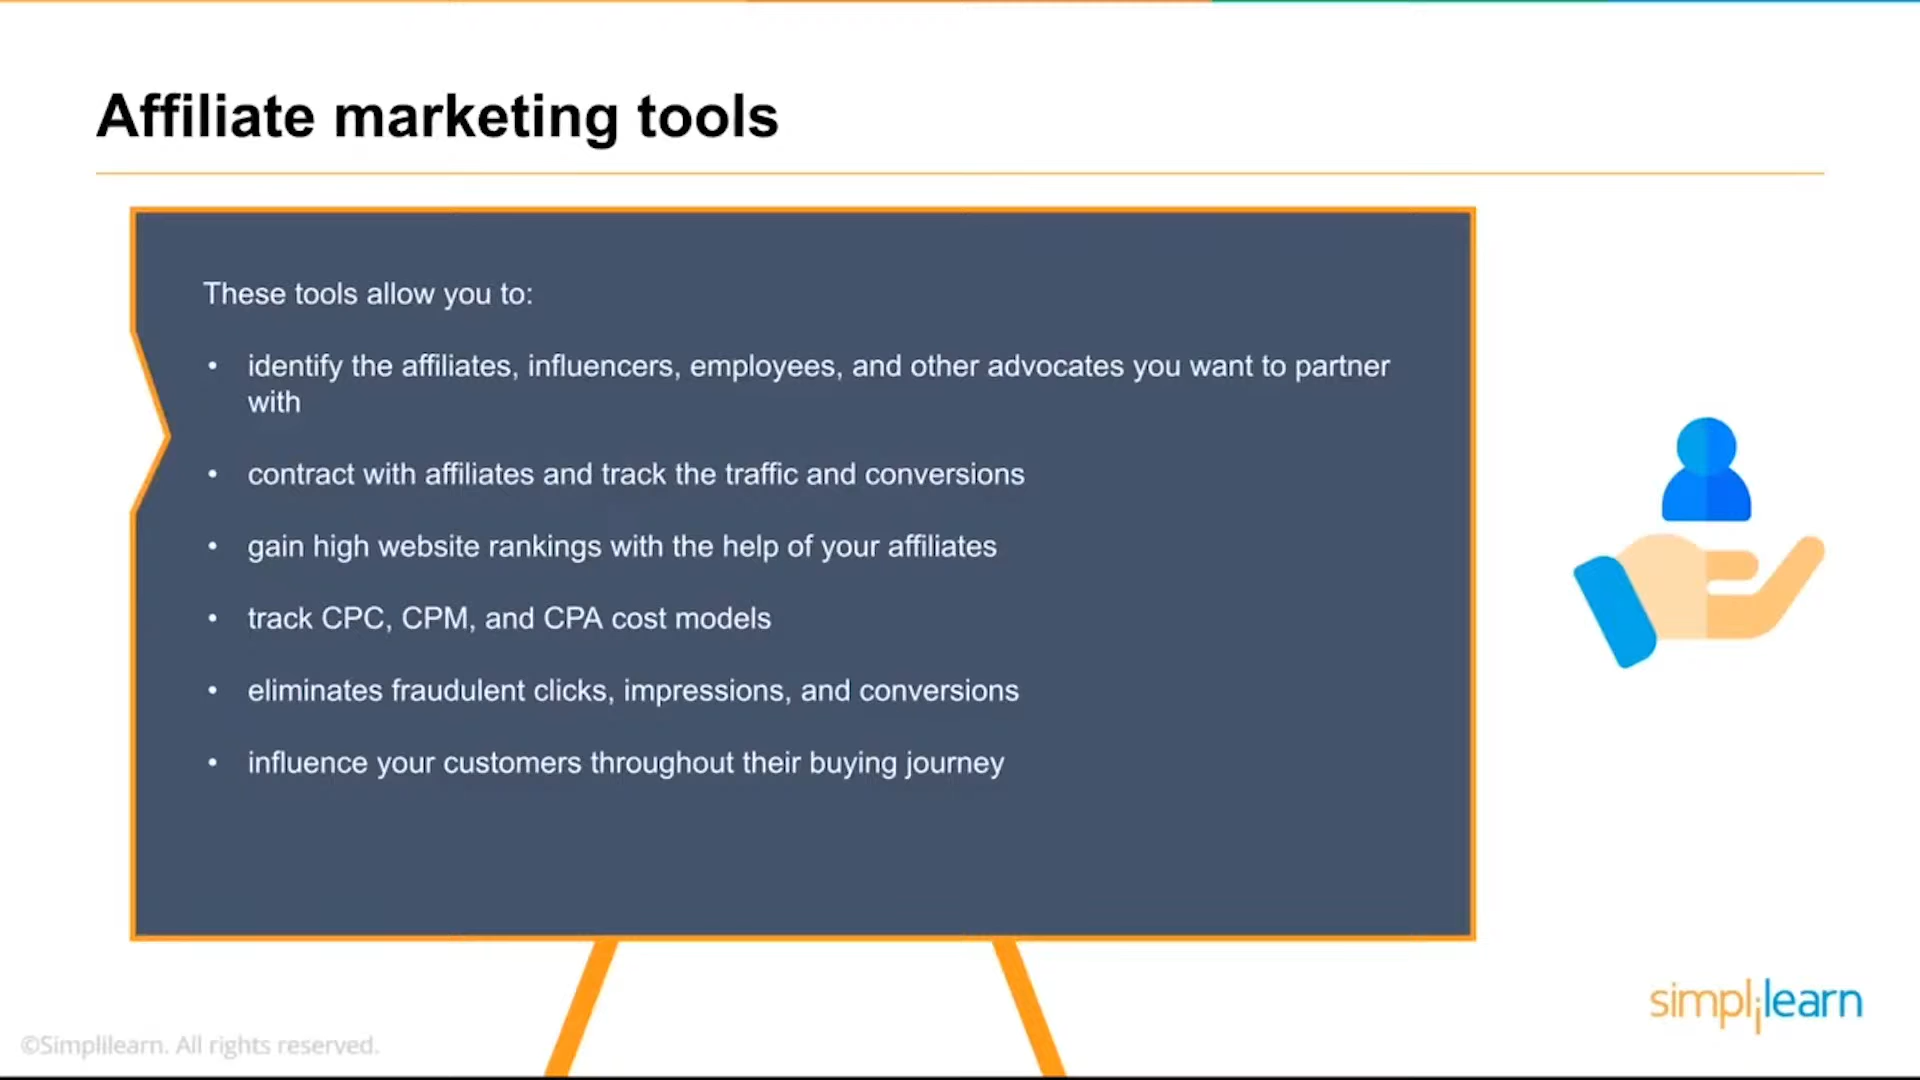 Affiliate marketing tools
These tools allow you to:
• identify the affiliates, influencers, employees, and other advocates you want to partner
with
• contract with affiliates and track the traffic and conversions
• gain high website rankings with the help of your affiliates
• track CPC, CPM, and CPA cost models
• eliminates fraudulent clicks, impressions, and conversions
• influence your customers throughout their buying journey
simplilearn
©Simplilearn. All rights reserved.